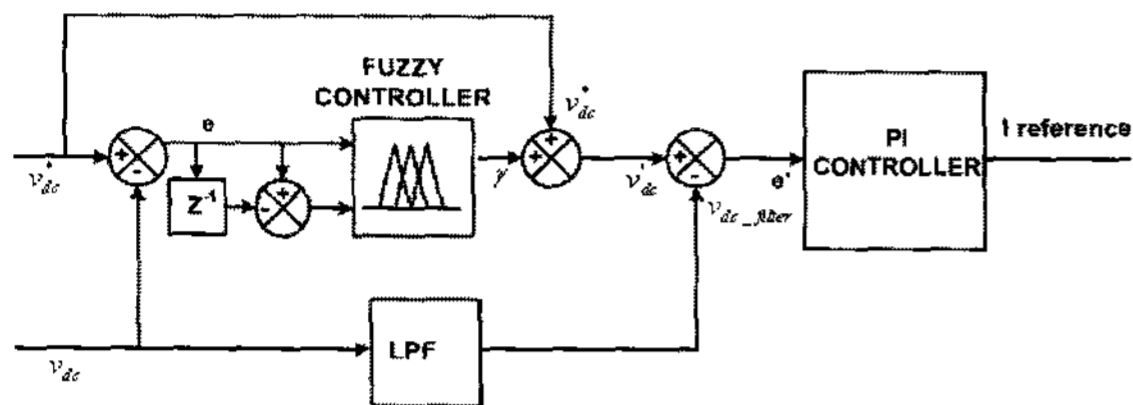 FUZZY
CONTROLLER
v*dc
e
PI
CONTROLLER
I reference
v*dc
Z⁻¹
γ
v'dc
e'
vdc_filter
LPF
vdc
+
-
+
-
+
+
+
-